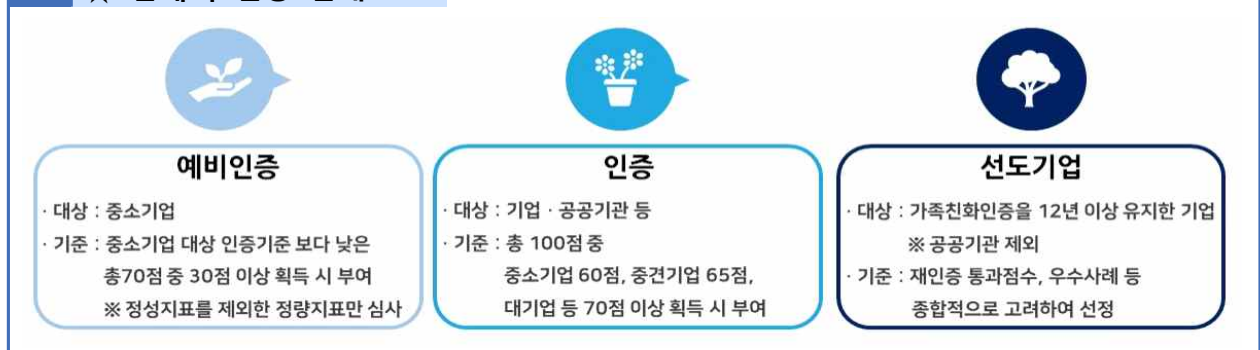 예비인증
· 대상 : 중소기업
· 기준 : 중소기업 대상 인증기준 보다 낮은
총70점 중 30점 이상 획득 시 부여
※ 정성지표를 제외한 정량지표만 심사
인증
· 대상 : 기업 · 공공기관 등
· 기준 : 총 100점 중
중소기업 60점, 중견기업 65점,
대기업 등 70점 이상 획득 시 부여
선도기업
· 대상 : 가족친화인증을 12년 이상 유지한 기업
※ 공공기관 제외
· 기준 : 재인증 통과점수, 우수사례 등
종합적으로 고려하여 선정